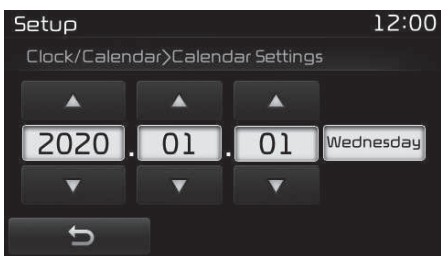 Setup 12:00
Clock/Calendar>Calendar Settings
2020 . 01 . 01 Wednesday